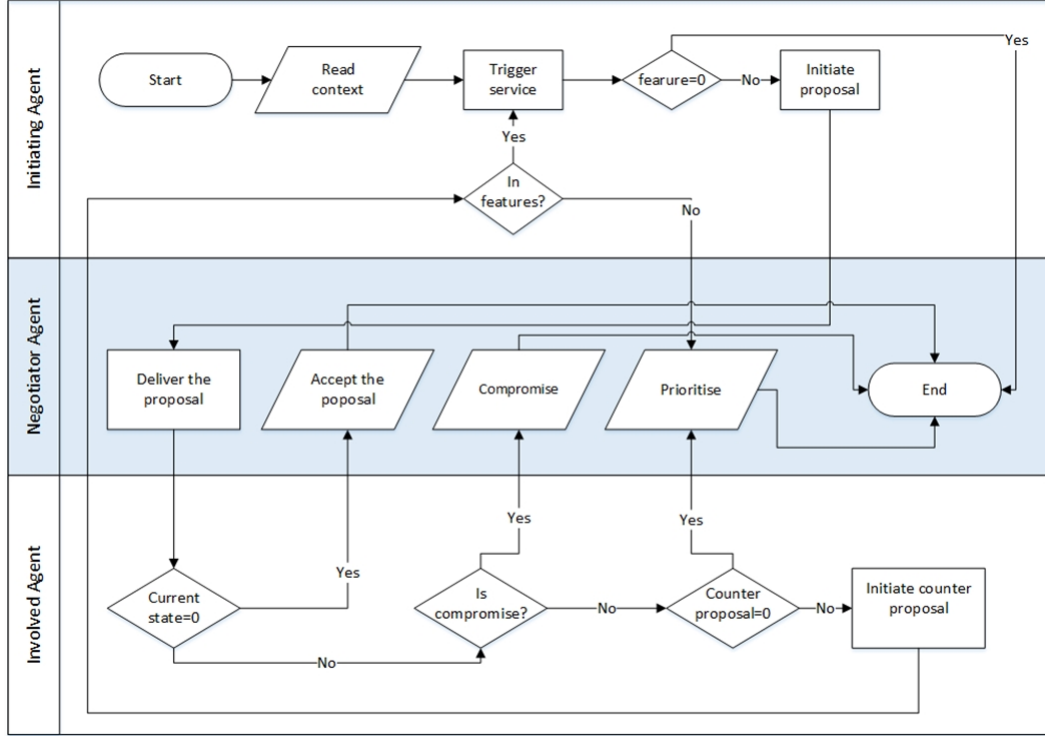 Initiating Agent
Start
Read
context
Trigger
service
fearure=0
No
Initiate
proposal
Yes
Yes
In
features?
No
Negotiator Agent
Deliver the
proposal
Accept the
poposal
Compromise
Prioritise
End
Involved Agent
Yes
Yes
Yes
Current
state=0
No
Is
compromise?
No
Counter
proposal=0
No
Initiate counter
proposal